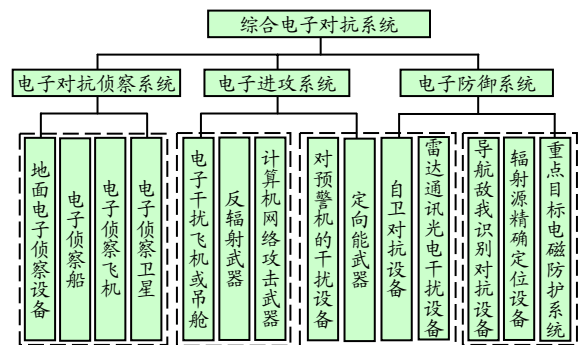 综合电子对抗系统
电子对抗侦察系统
电子进攻系统
电子防御系统
地面电子侦察设备
电子侦察船
电子侦察飞机
电子侦察卫星
电子干扰飞机或吊舱
反辐射武器
计算机网络攻击武器
对预警机的干扰设备
定向能武器
自卫对抗设备
雷达通讯光电干扰设备
导航敌我识别对抗设备
辐射源精确定位设备
重点目标电磁防护系统